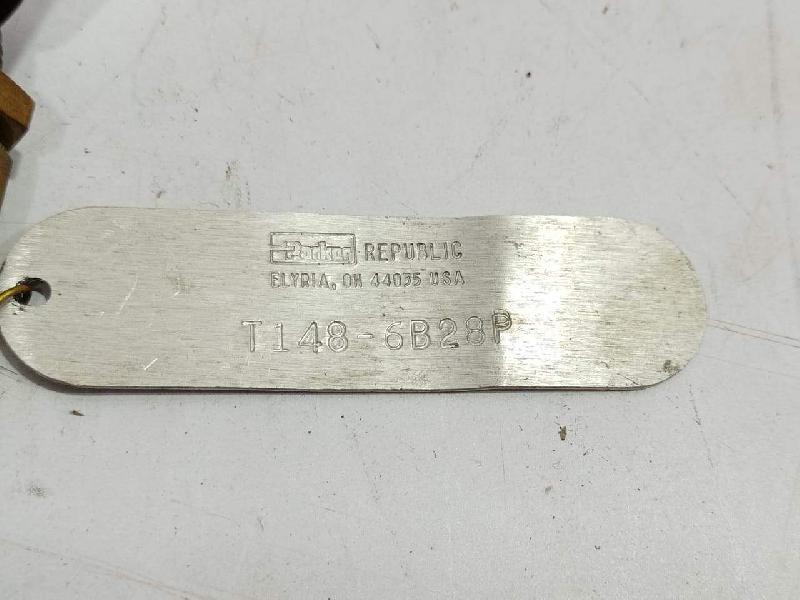 Parker REPUBLIC
ELYRIA, OH 44035 USA
T148-6B28P